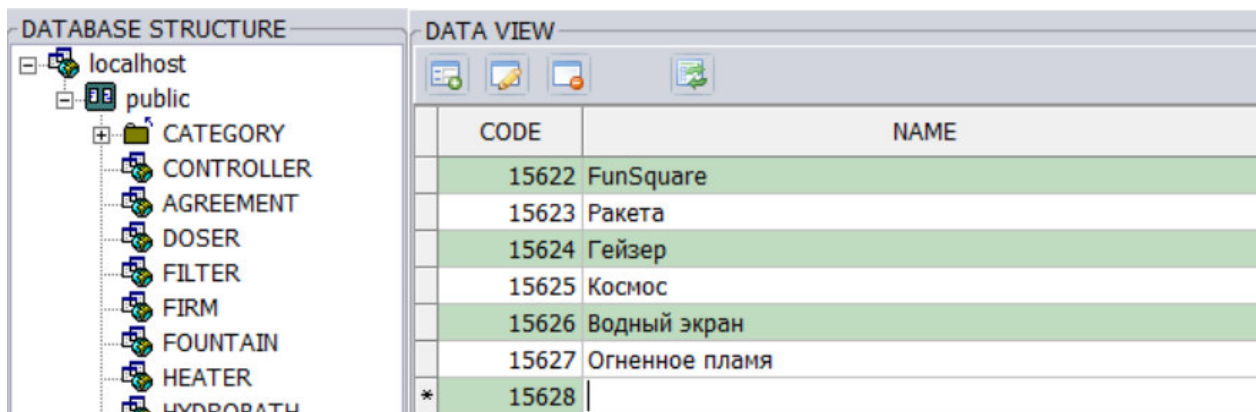 DATABASE STRUCTURE
localhost
public
CATEGORY
CONTROLLER
AGREEMENT
DOSER
FILTER
FIRM
FOUNTAIN
HEATER
HYDROPATH
DATA VIEW
CODE NAME
15622 FunSquare
15623 Ракета
15624 Гейзер
15625 Космос
15626 Водный экран
15627 Огненное пламя
* 15628